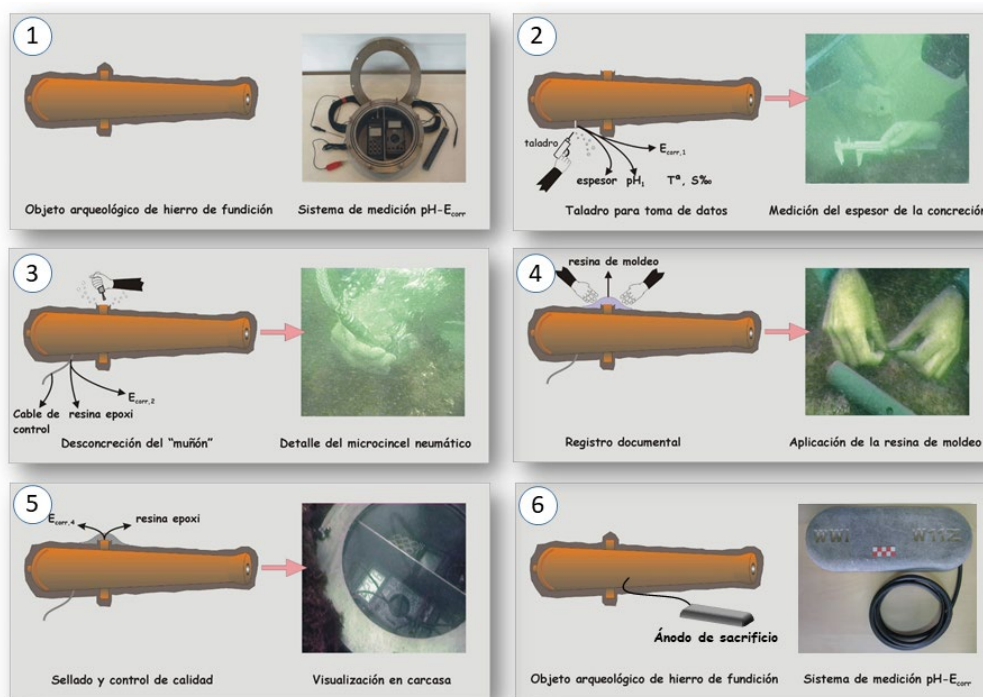 1
Objeto arqueológico de hierro de fundición
Sistema de medición pH-Ecorr
2
taladro
espesor
pH₁
Ecorr,1
Tª, S‰
Taladro para toma de datos
Medición del espesor de la concreción
3
Cable de
control
resina epoxi
Ecorr,2
Desconcreción del "muñón"
Detalle del microcincel neumático
4
resina de moldeo
Registro documental
Aplicación de la resina de moldeo
5
Ecorr,4
resina epoxi
Sellado y control de calidad
Visualización en carcasa
6
Ánodo de sacrificio
WWI W112
Objeto arqueológico de hierro de fundición
Sistema de medición pH-Ecorr